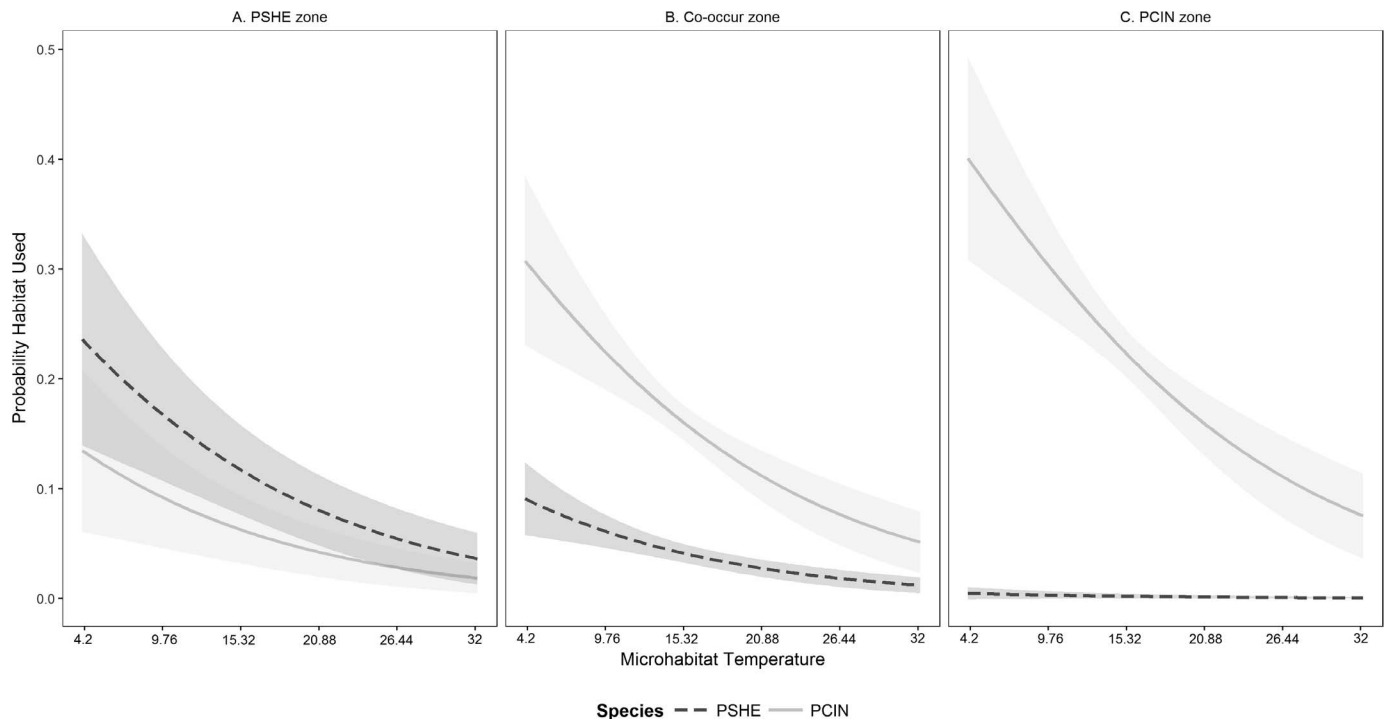 A. PSHE zone
B. Co-occur zone
C. PCIN zone
0.5
0.4
0.3
0.2
0.1
0.0
Probability Habitat Used
4.2 9.76 15.32 20.88 26.44 32
4.2 9.76 15.32 20.88 26.44 32
4.2 9.76 15.32 20.88 26.44 32
Microhabitat Temperature
Species PSHE PCIN